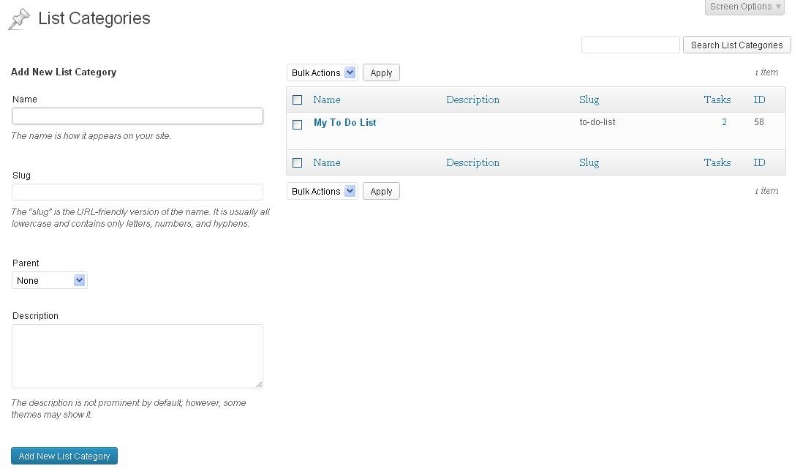 List Categories
Screen Options ▼
Search List Categories
Add New List Category
Name
The name is how it appears on your site.
Slug
The "slug" is the URL-friendly version of the name. It is usually all
lowercase and contains only letters, numbers, and hyphens.
Parent
None
Description
The description is not prominent by default; however, some
themes may show it.
Add New List Category
Bulk Actions Apply 1 item
Name Description Slug Tasks ID
My To Do List to-do-list 2 58
Name Description Slug Tasks ID
Bulk Actions Apply 1 item